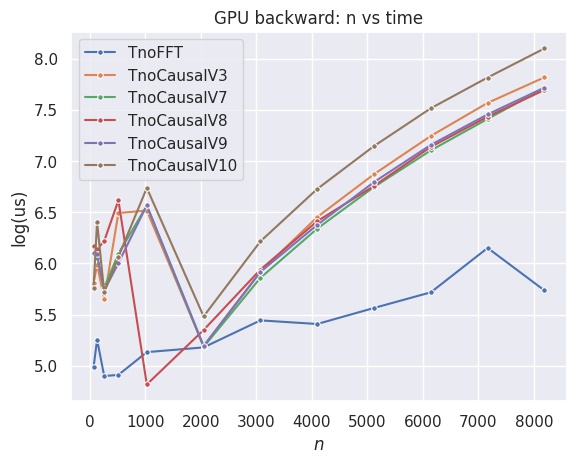 GPU backward: n vs time
TnoFFT
TnoCausalV3
TnoCausalV7
TnoCausalV8
TnoCausalV9
TnoCausalV10
log(us)
8.0
7.5
7.0
6.5
6.0
5.5
5.0
0 1000 2000 3000 4000 5000 6000 7000 8000
n